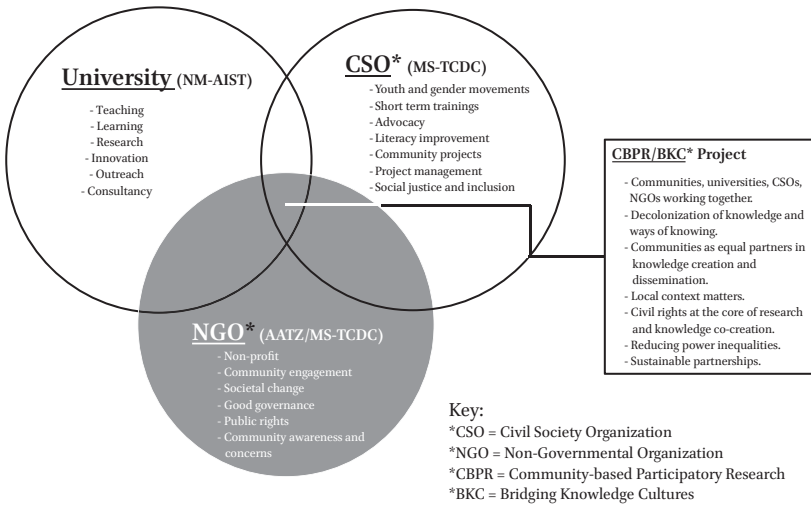 University (NM-AIST)
- Teaching
- Learning
- Research
- Innovation
- Outreach
- Consultancy
CSO* (MS-TCDC)
- Youth and gender movements
- Short term trainings
- Advocacy
- Literacy improvement
- Community projects
- Project management
- Social justice and inclusion
NGO* (AATZ/MS-TCDC)
- Non-profit
- Community engagement
- Societal change
- Good governance
- Public rights
- Community awareness and
concerns
CBPR/BKC* Project
- Communities, universities, CSOs,
NGOs working together.
- Decolonization of knowledge and
ways of knowing.
- Communities as equal partners in
knowledge creation and
dissemination.
- Local context matters.
- Civil rights at the core of research
and knowledge co-creation.
- Reducing power inequalities.
- Sustainable partnerships.
Key:
*CSO = Civil Society Organization
*NGO = Non-Governmental Organization
*CBPR = Community-based Participatory Research
*BKC = Bridging Knowledge Cultures